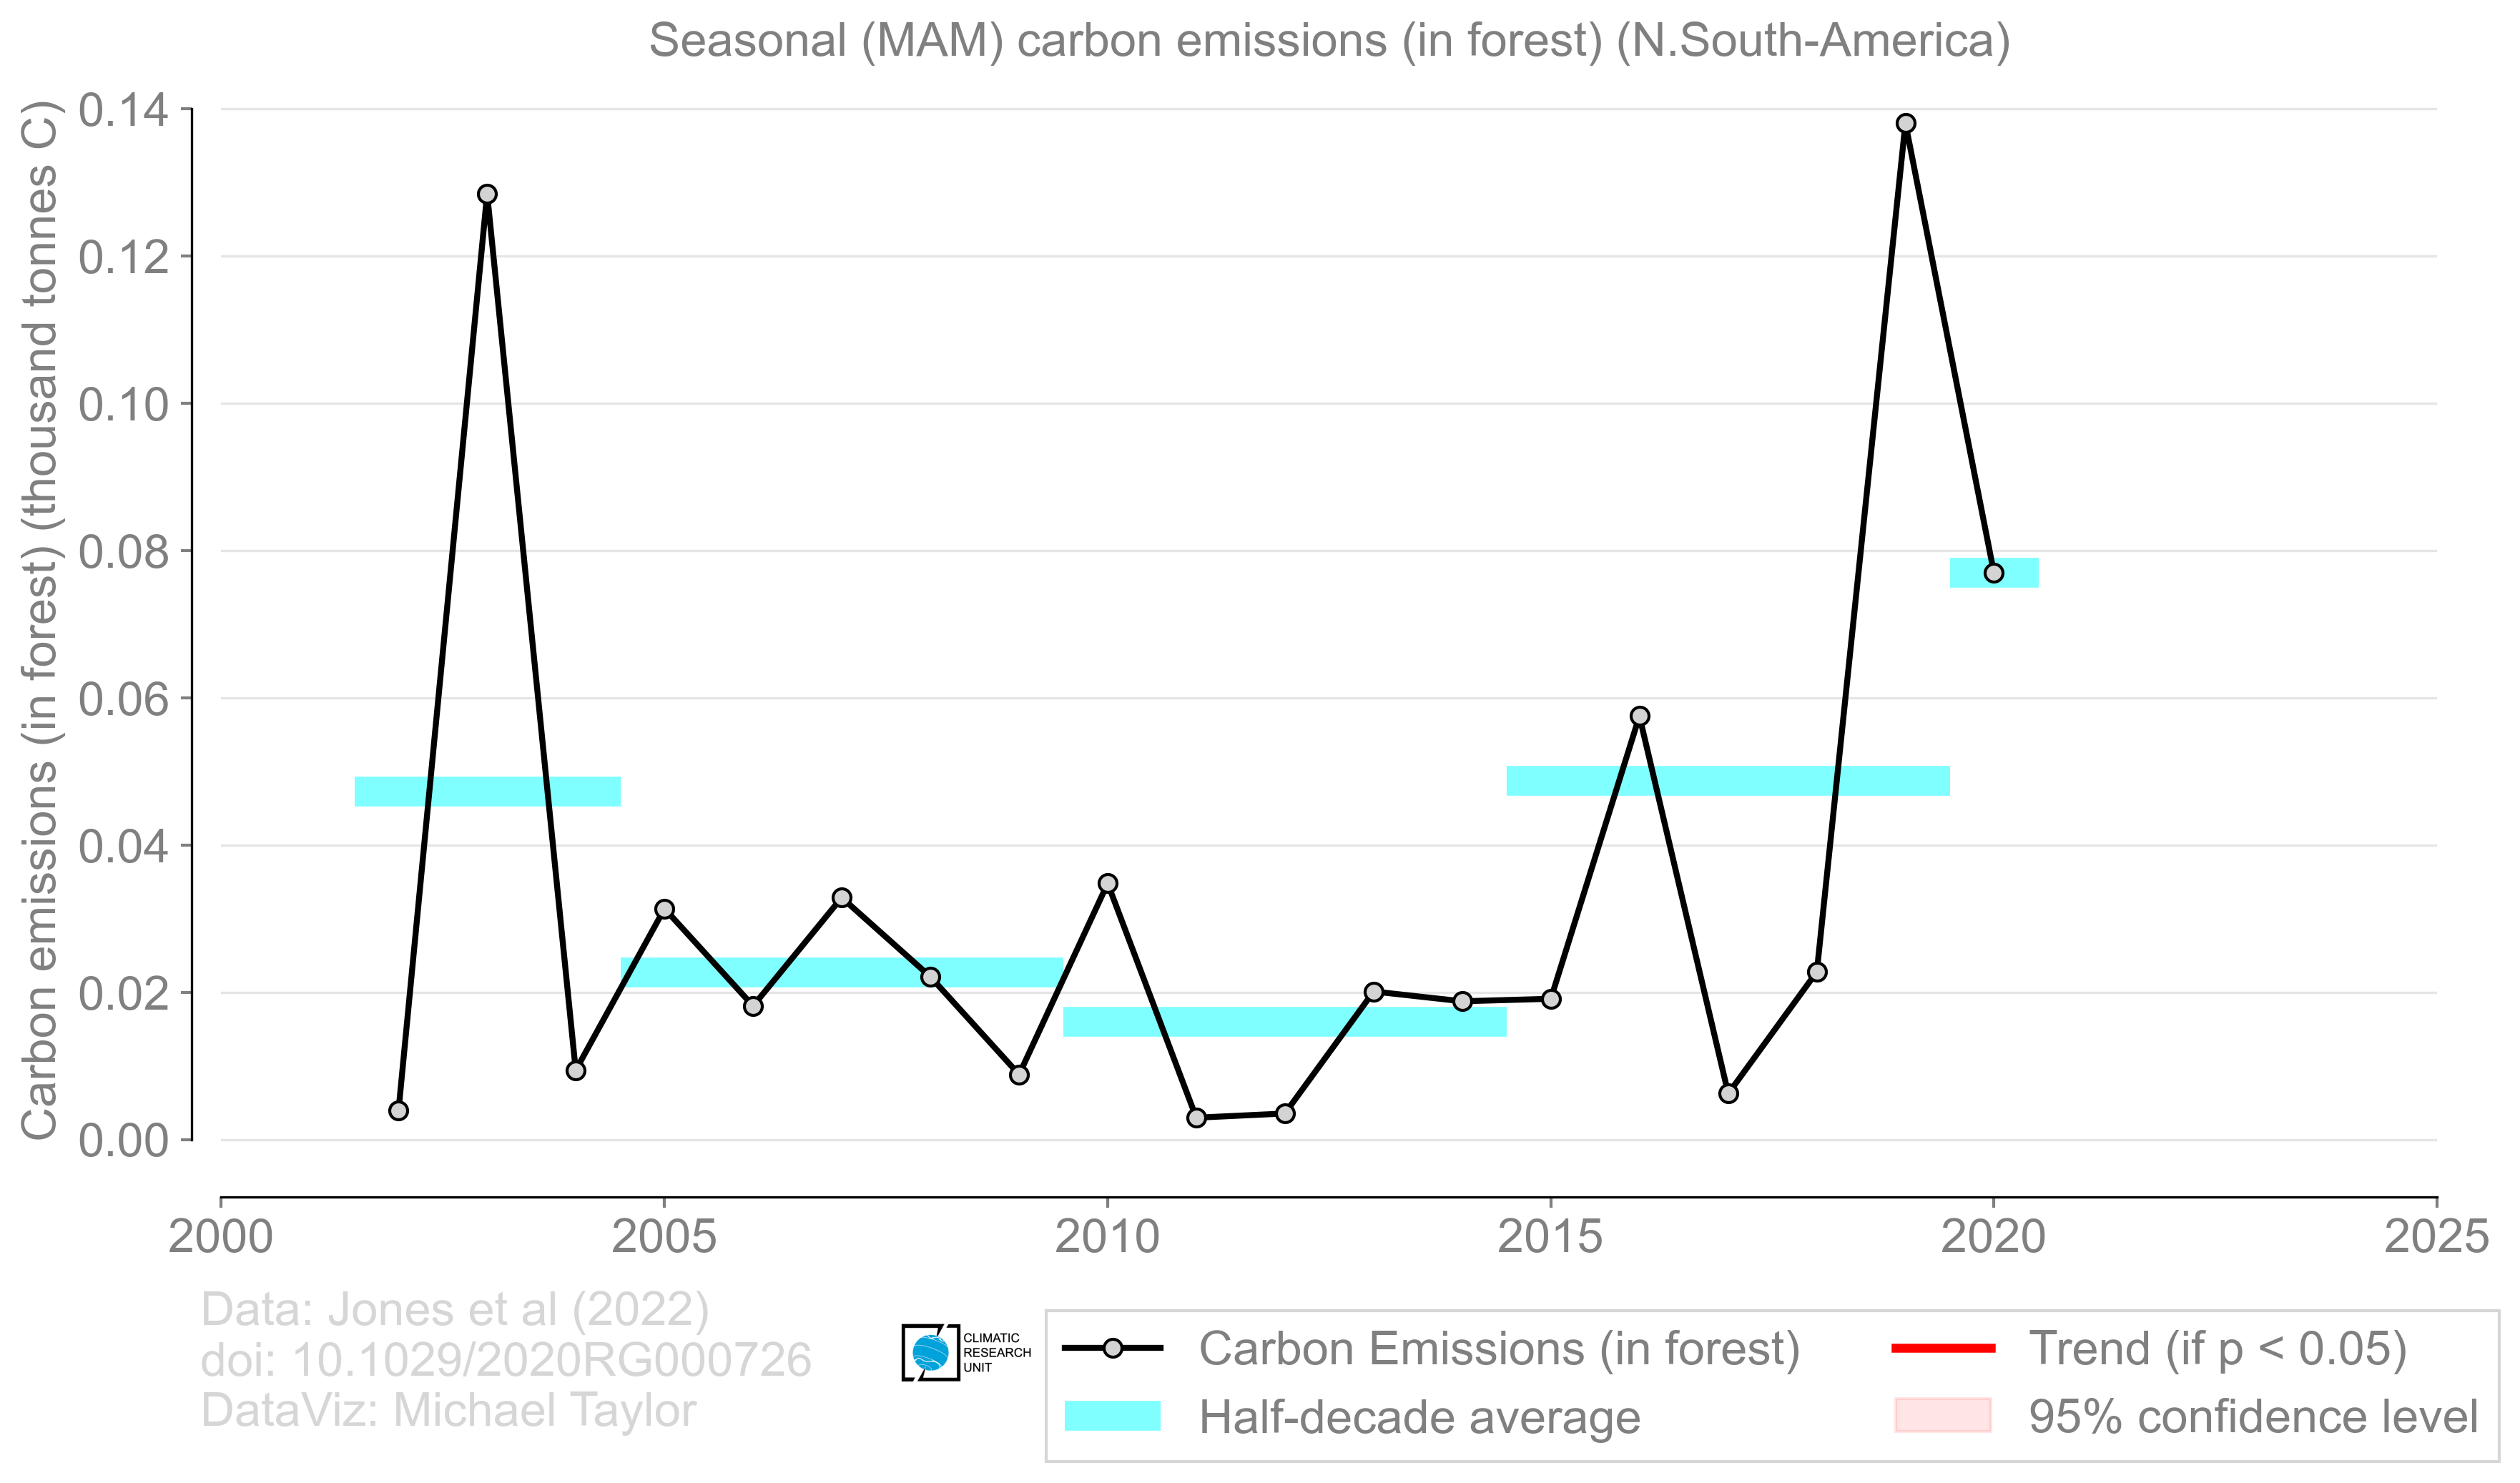 Seasonal (MAM) carbon emissions (in forest) (N.South-America)
Carbon emissions (in forest) (thousand tonnes C)
0.14
0.12
0.10
0.08
0.06
0.04
0.02
0.00
2000
2005
2010
2015
2020
2025
Data: Jones et al (2022)
doi: 10.1029/2020RG000726
DataViz: Michael Taylor
CLIMATIC
RESEARCH
UNIT
Carbon Emissions (in forest)
Half-decade average
Trend (if p < 0.05)
95% confidence level